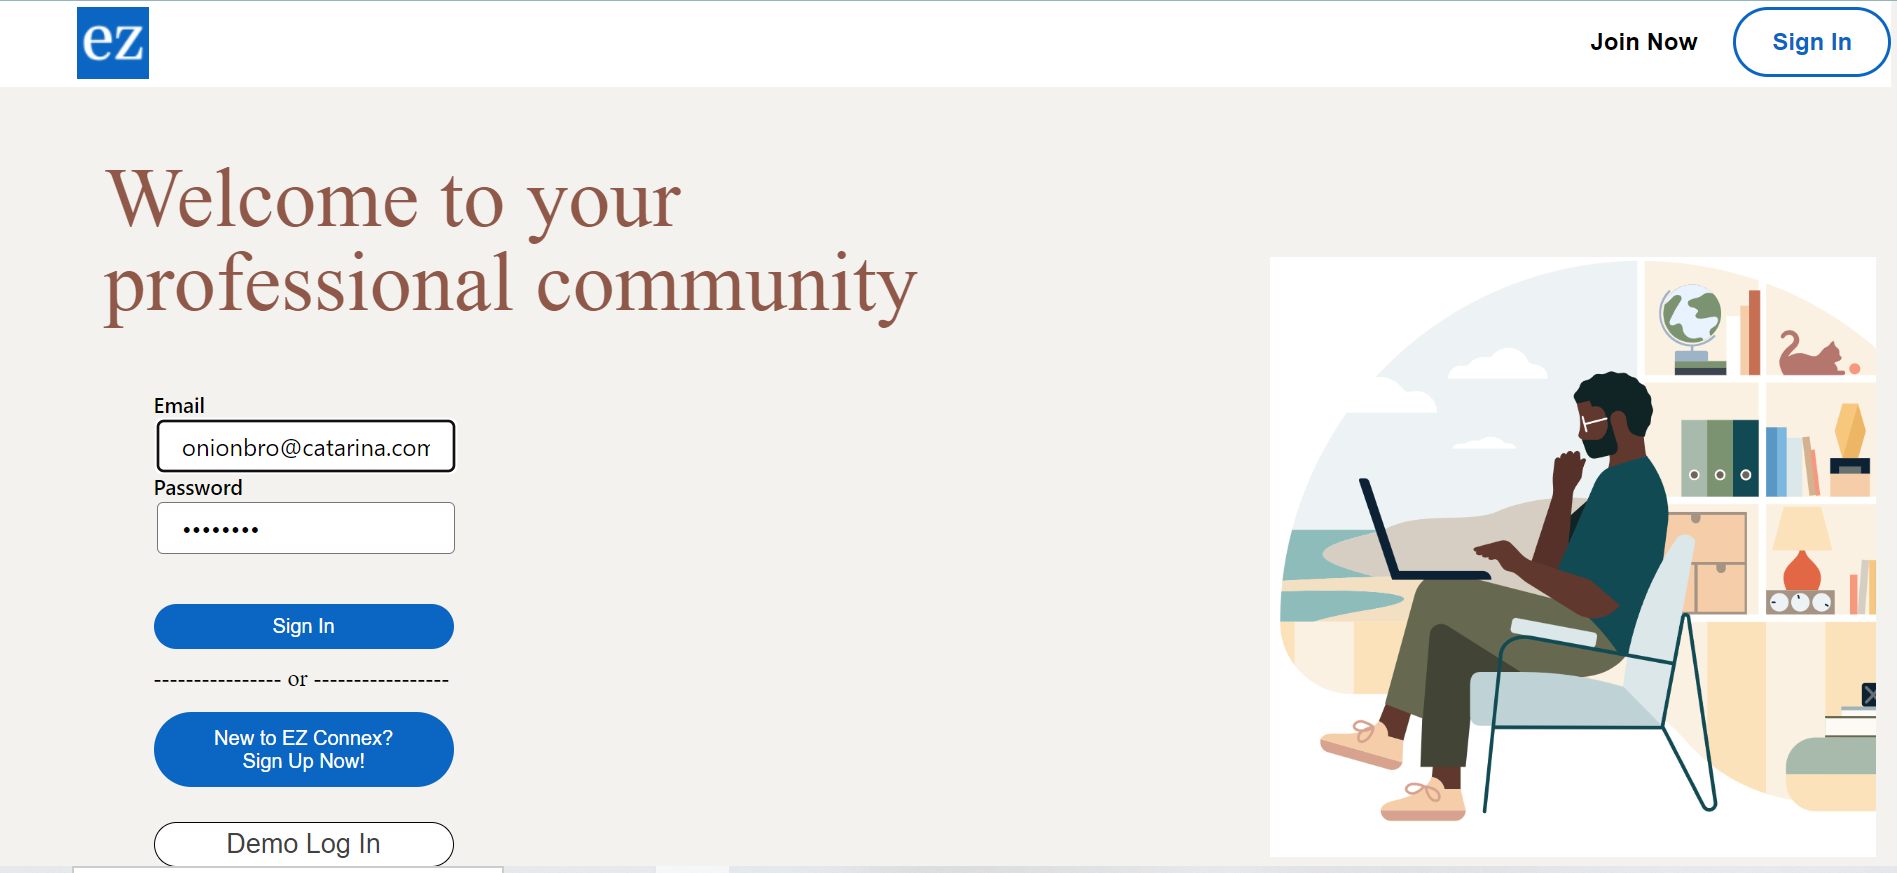 ez
Join Now
Sign In
Welcome to your
professional community
Email
onionbro@catarina.com
Password
••••••••
Sign In
---------------- or -----------------
New to EZ Connex?
Sign Up Now!
Demo Log In